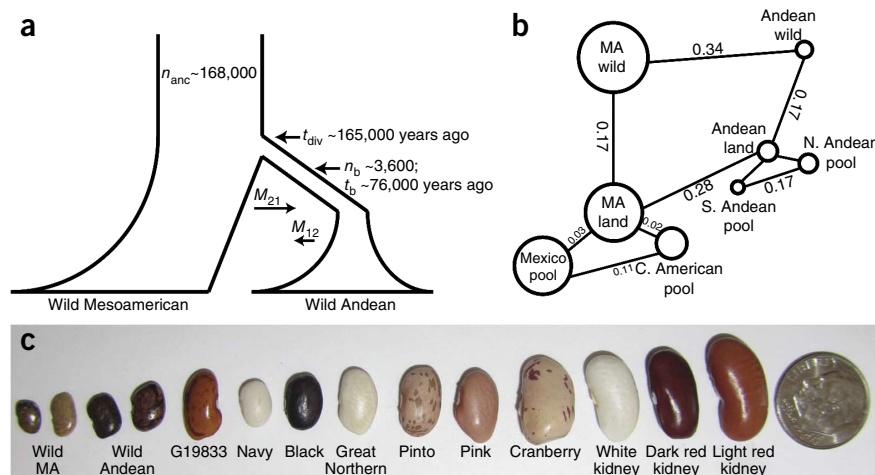 a
n_anc~168,000
t_div ~165,000 years ago
n_b ~3,600;
t_b ~76,000 years ago
M_21
M_12
Wild Mesoamerican
Wild Andean
b
MA
wild
Andean
wild
0.34
0.17
0.17
Andean
land
N. Andean
pool
0.17
S. Andean
pool
0.28
MA
land
0.02
0.03
Mexico
pool
0.11
C. American
pool
c
Wild
MA
Wild
Andean
G19833
Navy
Black
Great
Northern
Pinto
Pink
Cranberry
White
kidney
Dark red
kidney
Light red
kidney